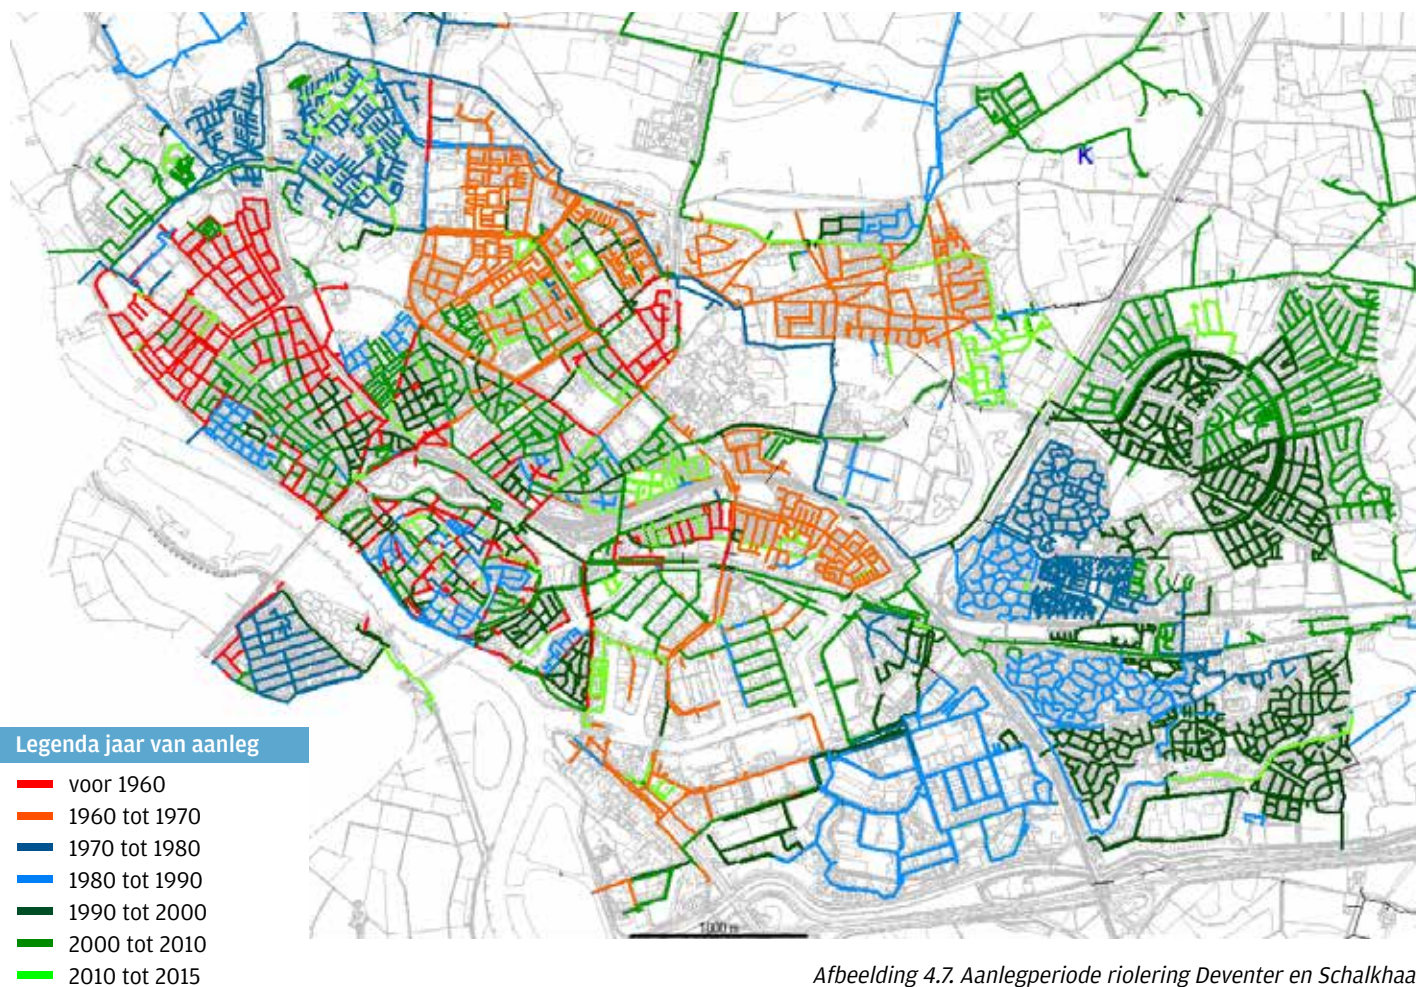 K
Legenda jaar van aanleg
voor 1960
1960 tot 1970
1970 tot 1980
1980 tot 1990
1990 tot 2000
2000 tot 2010
2010 tot 2015
1000 m
Afbeelding 4.7. Aanlegperiode riolering Deventer en Schalkhaa